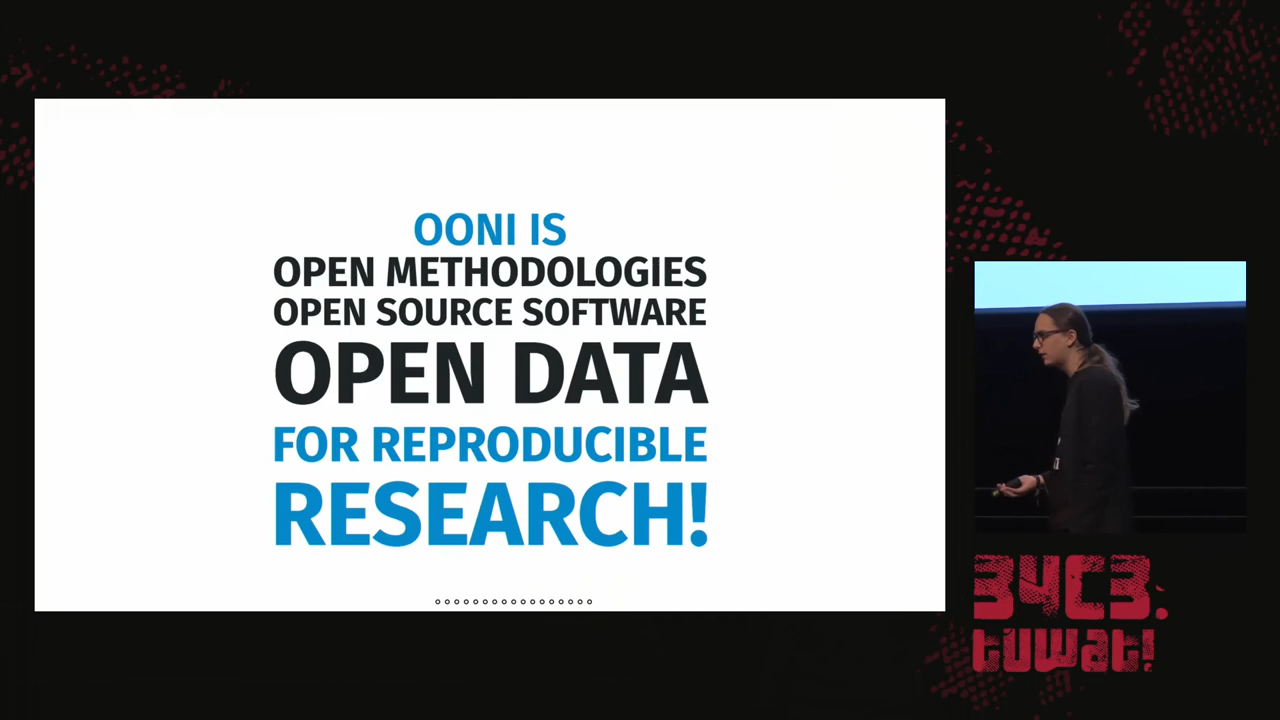 OONI IS
OPEN METHODOLOGIES
OPEN SOURCE SOFTWARE
OPEN DATA
FOR REPRODUCIBLE
RESEARCH!
34C3.
tuwat!